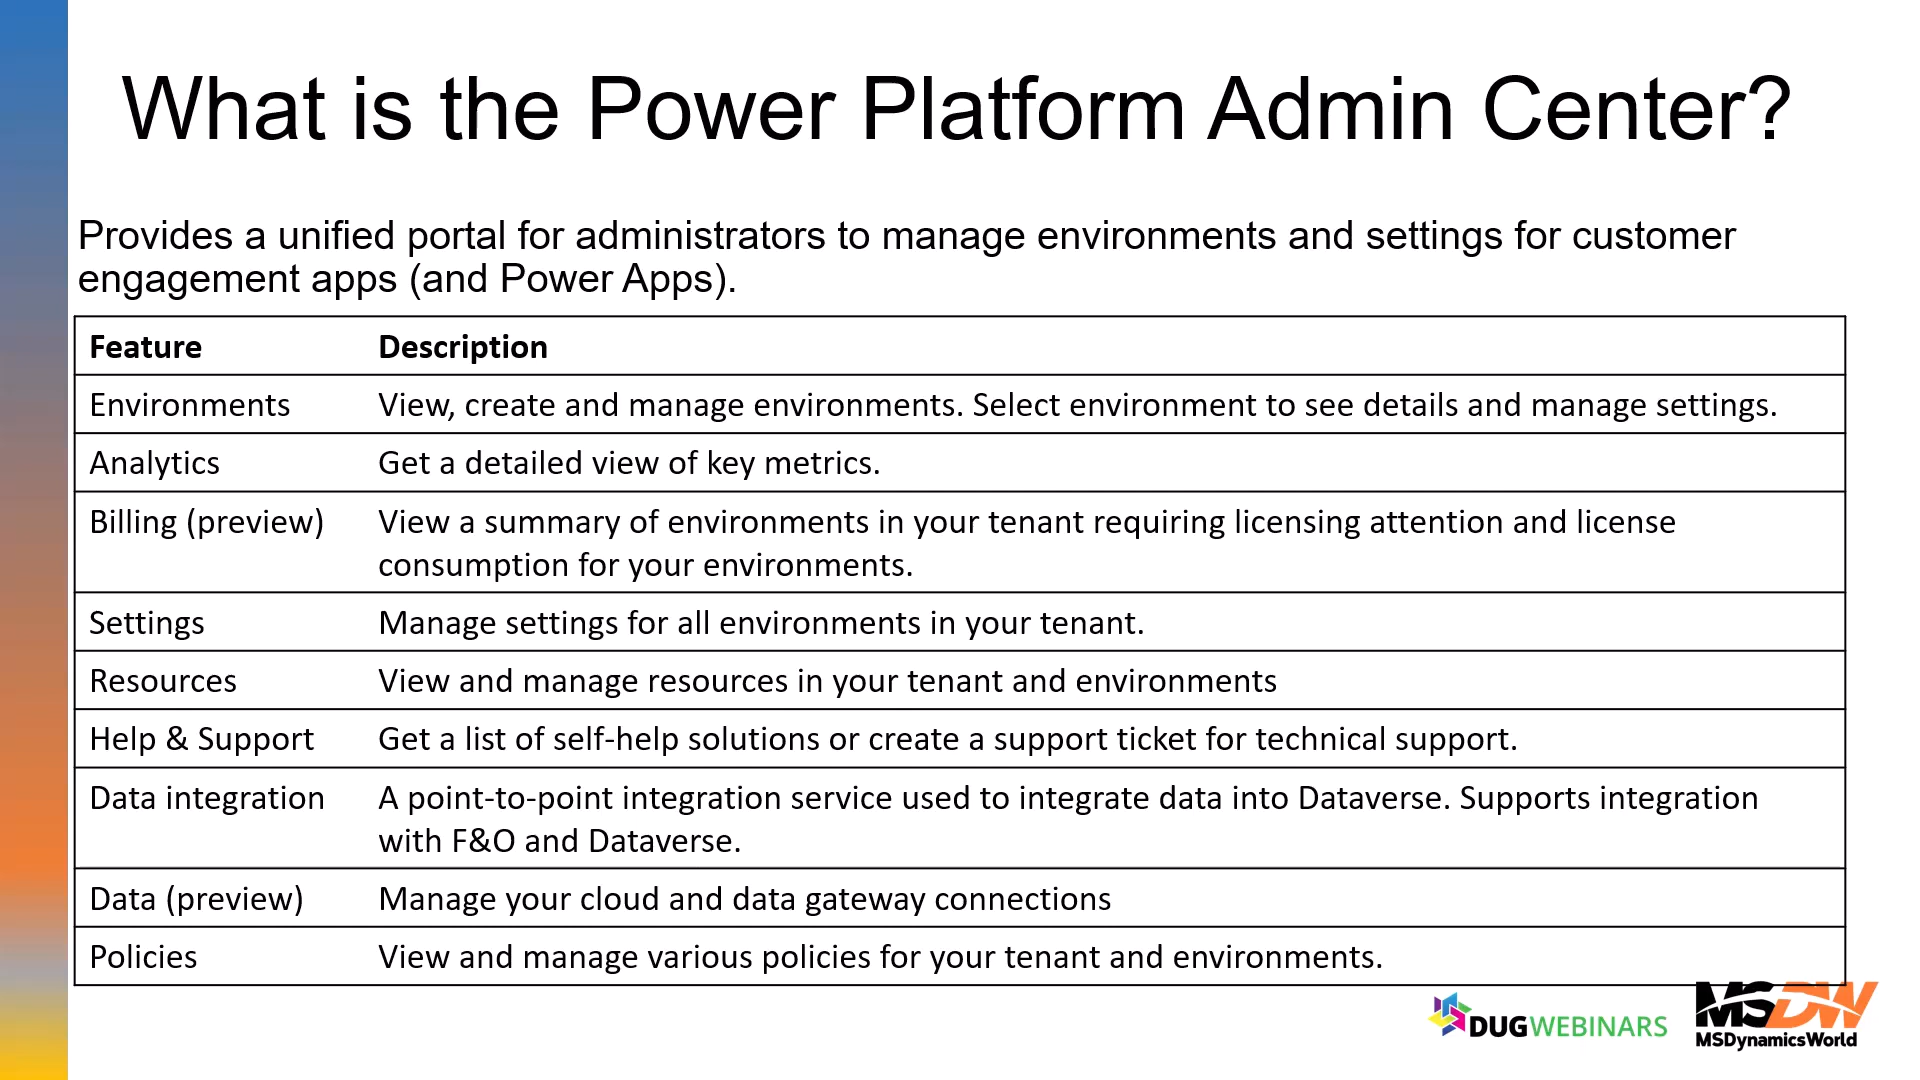 What is the Power Platform Admin Center?
Provides a unified portal for administrators to manage environments and settings for customer
engagement apps (and Power Apps).
Feature Description
Environments View, create and manage environments. Select environment to see details and manage settings.
Analytics Get a detailed view of key metrics.
Billing (preview) View a summary of environments in your tenant requiring licensing attention and license
consumption for your environments.
Settings Manage settings for all environments in your tenant.
Resources View and manage resources in your tenant and environments
Help & Support Get a list of self-help solutions or create a support ticket for technical support.
Data integration A point-to-point integration service used to integrate data into Dataverse. Supports integration
with F&O and Dataverse.
Data (preview) Manage your cloud and data gateway connections
Policies View and manage various policies for your tenant and environments.
DUGWEBINARS
MSDW
MSDynamicsWorld